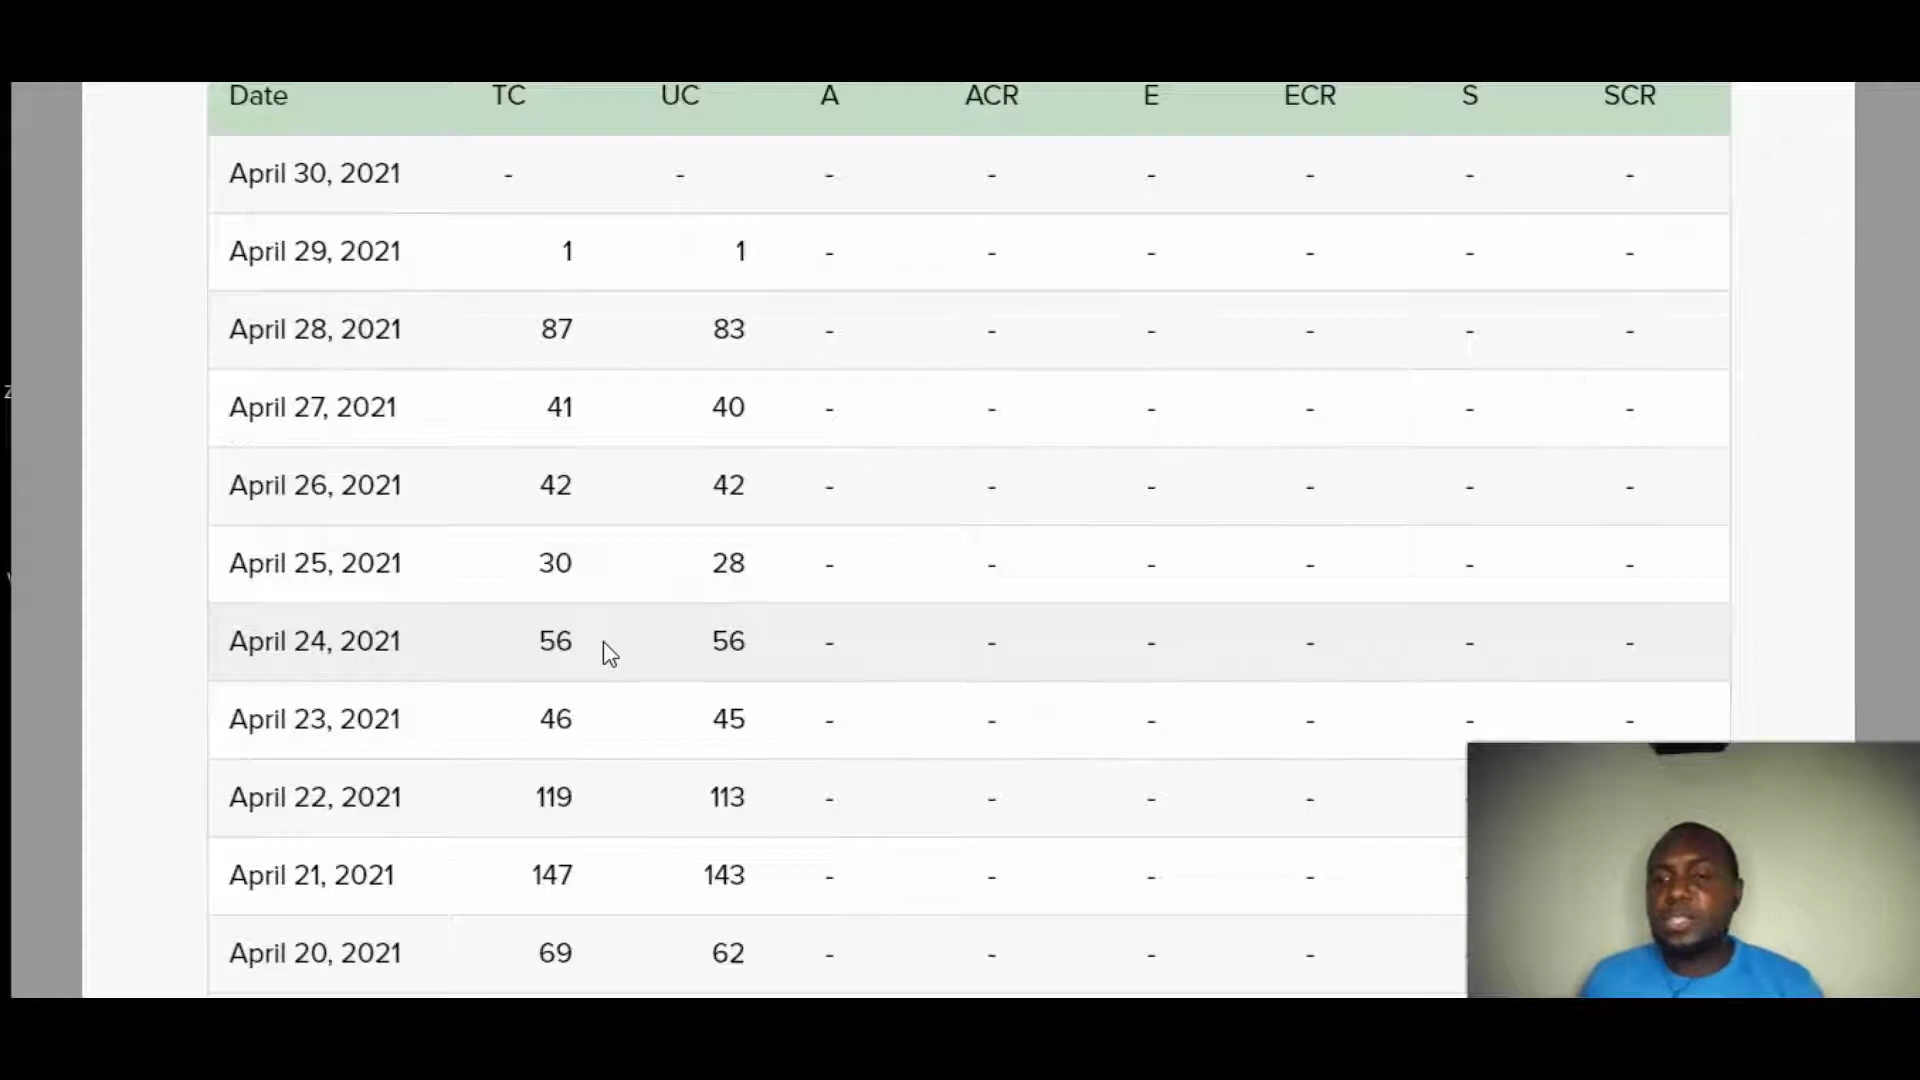 Date TC UC A ACR E ECR S SCR
April 30, 2021 - - - - - - - -
April 29, 2021 1 1 - - - - - -
April 28, 2021 87 83 - - - - - -
April 27, 2021 41 40 - - - - - -
April 26, 2021 42 42 - - - - - -
April 25, 2021 30 28 - - - - - -
April 24, 2021 56 56 - - - - - -
April 23, 2021 46 45 - - - - - -
April 22, 2021 119 113 - - - -
April 21, 2021 147 143 - - - -
April 20, 2021 69 62 - - - -